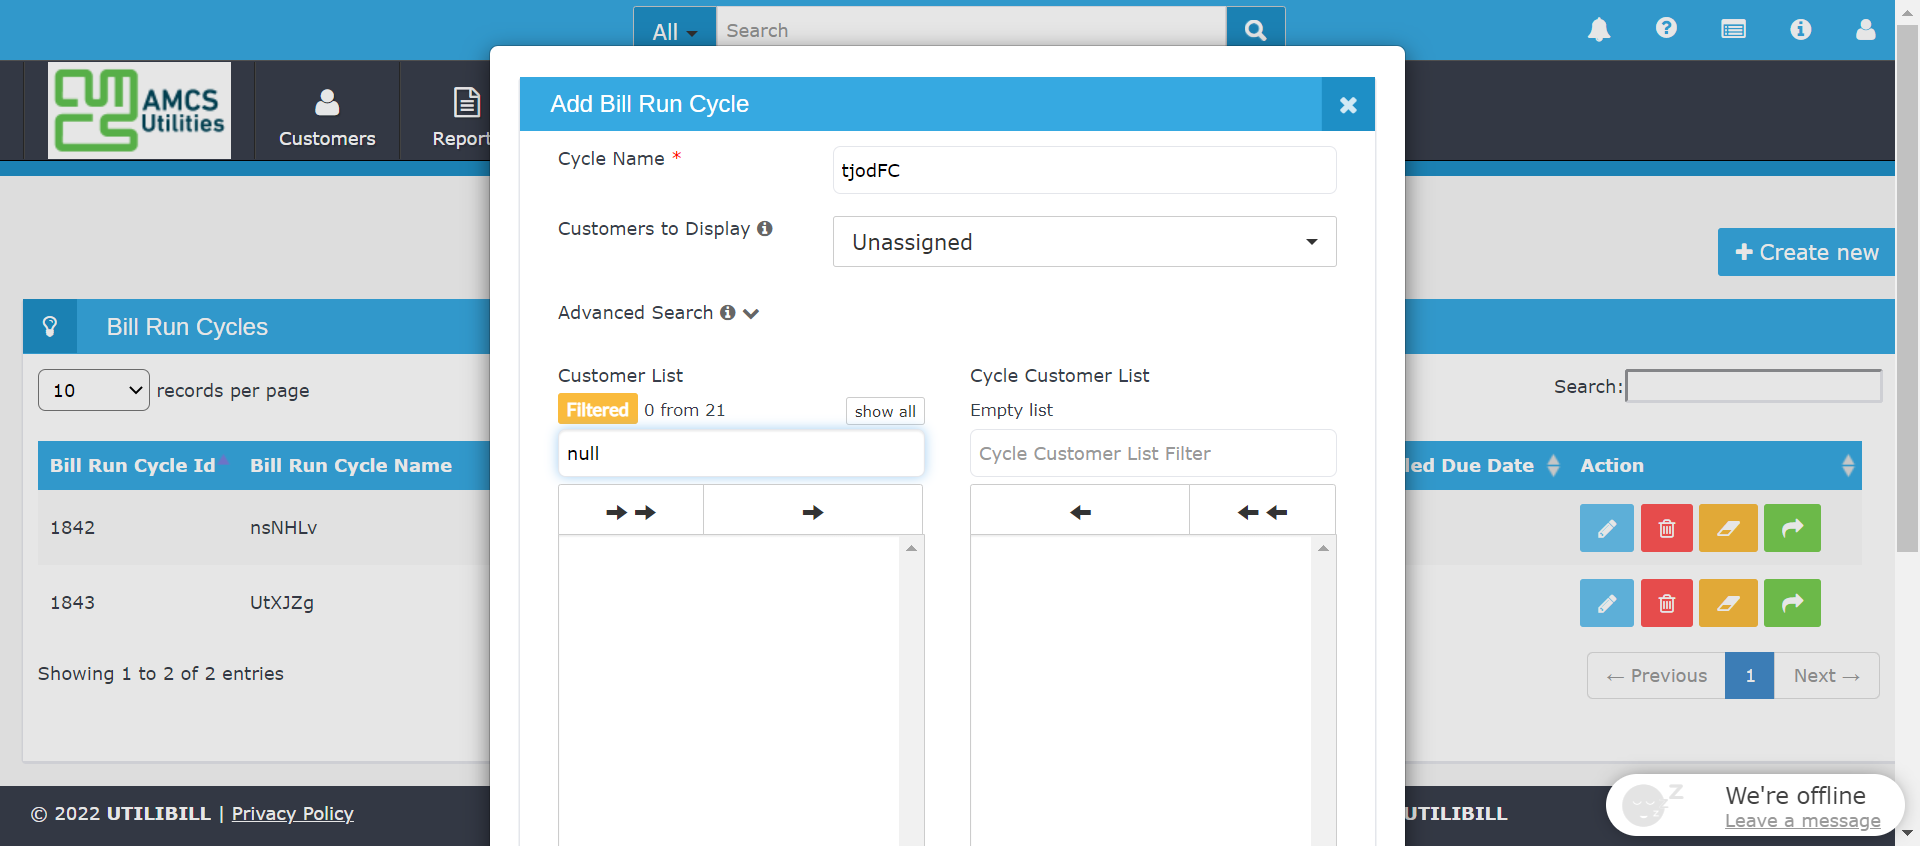 All
Search
AMCS
Utilities
Customers
Report
Add Bill Run Cycle
Cycle Name *
tjodFC
Customers to Display
Unassigned
+ Create new
Advanced Search
Bill Run Cycles
10 records per page
Search:
Customer List
Cycle Customer List
Filtered 0 from 21
show all
Empty list
null
Cycle Customer List Filter
Bill Run Cycle Id
Bill Run Cycle Name
led Due Date
Action
1842
nsNHLv
1843
UtXJZg
Showing 1 to 2 of 2 entries
← Previous
1
Next →
© 2022 UTILIBILL | Privacy Policy
UTILIBILL
We're offline
Leave a message